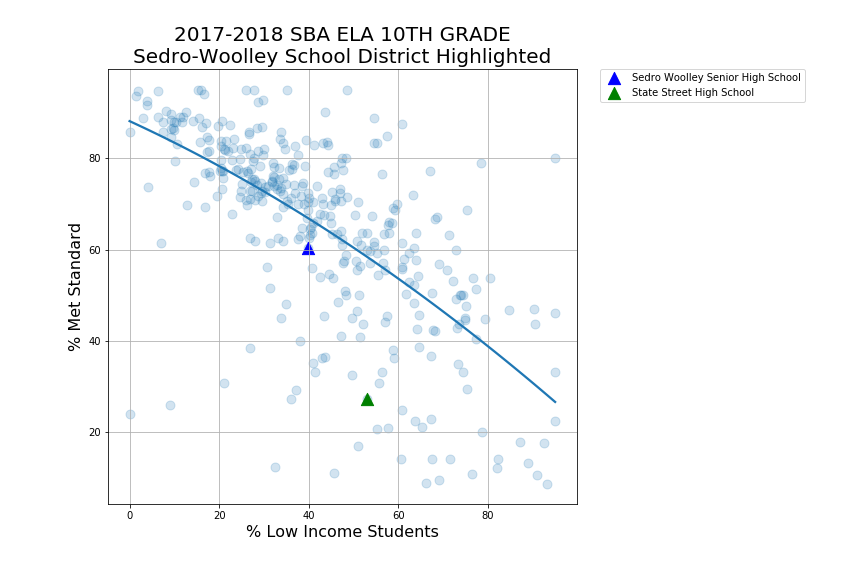 2017-2018 SBA ELA 10TH GRADE
Sedro-Woolley School District Highlighted
Sedro Woolley Senior High School
State Street High School
80
60
40
20
% Met Standard
0
20
40
60
80
% Low Income Students